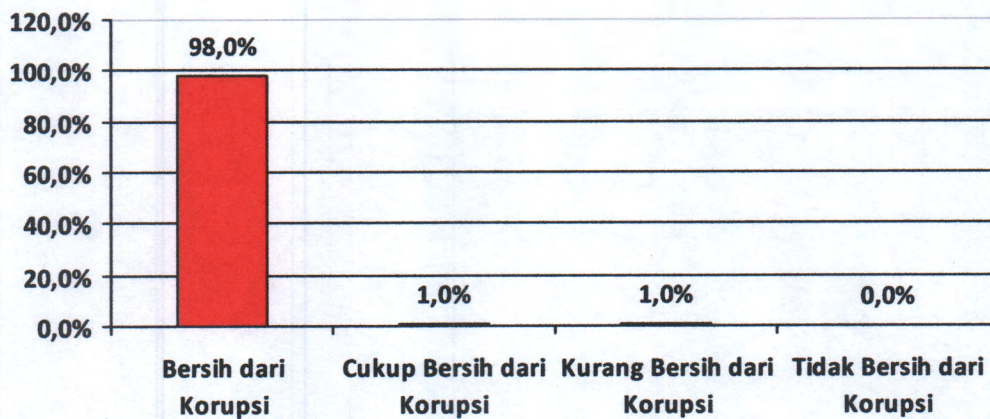 120,0%
98,0%
100,0%
80,0%
60,0%
40,0%
20,0%
1,0% 1,0% 0,0%
0,0%
Bersih dari Cukup Bersih dari Kurang Bersih dari Tidak Bersih dari
Korupsi Korupsi Korupsi Korupsi